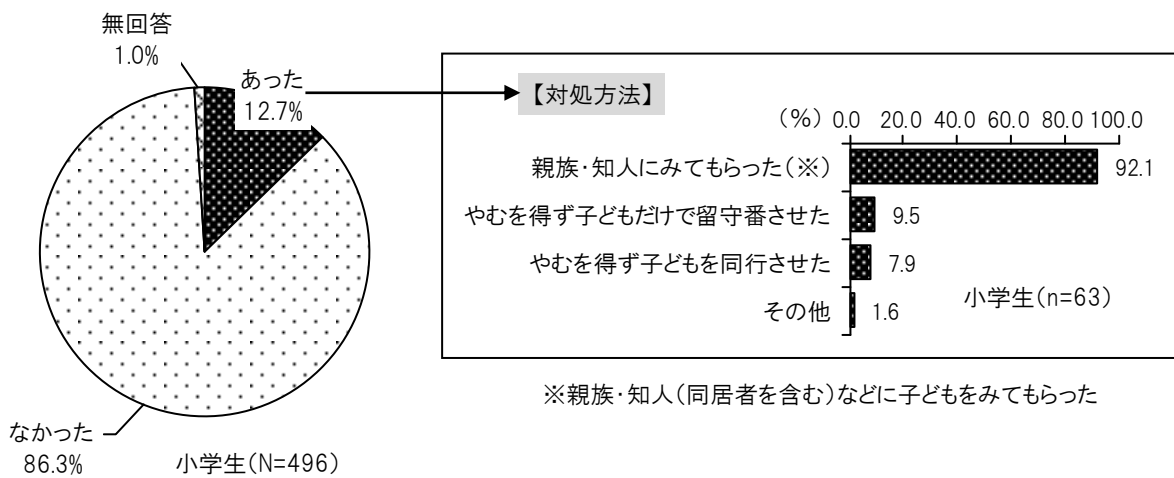 無回答
1.0%
あった
12.7%
なかった
86.3%
小学生(N=496)
【対処方法】
(%) 0.0 20.0 40.0 60.0 80.0 100.0
親族・知人にみてもらった(※) 92.1
やむを得ず子どもだけで留守番させた 9.5
やむを得ず子どもを同行させた 7.9
その他 1.6
小学生(n=63)
※親族・知人(同居者を含む)などに子どもをみてもらった